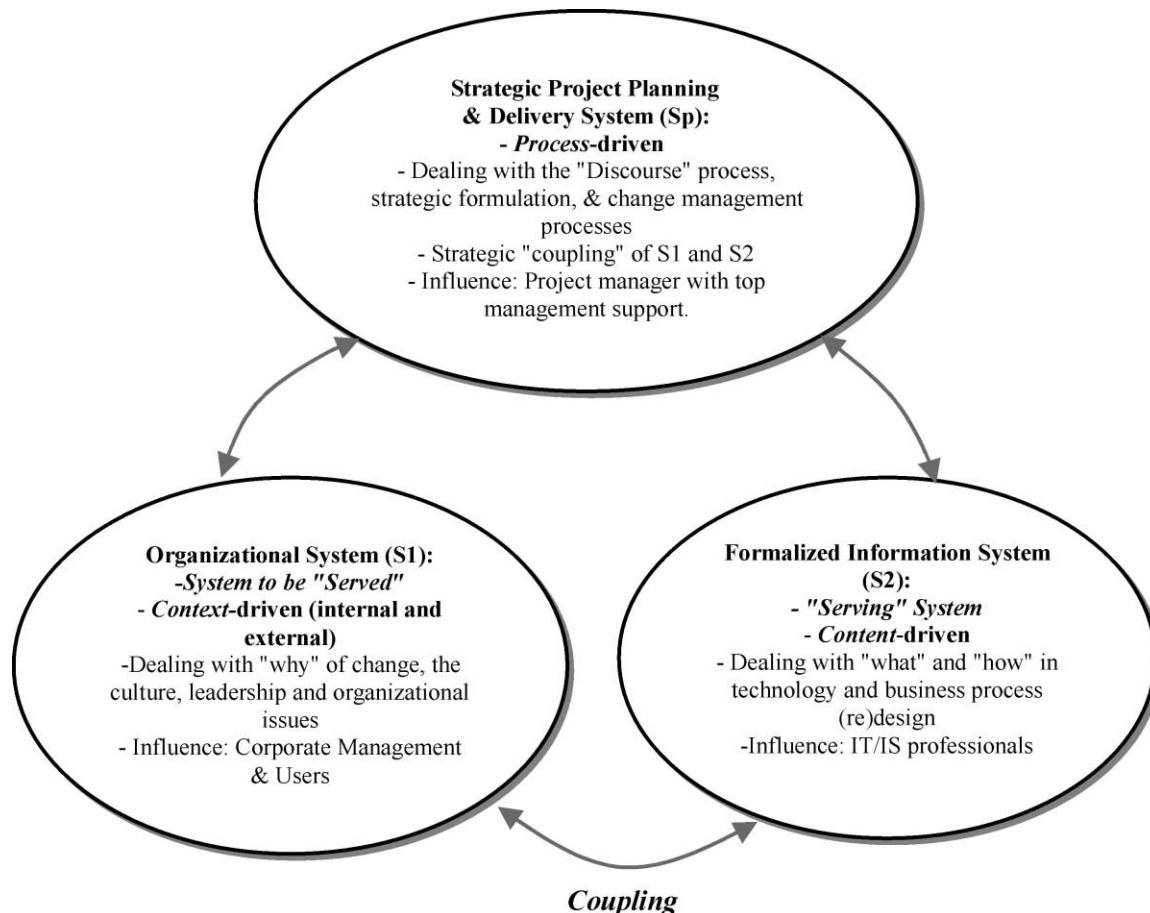 Strategic Project Planning
& Delivery System (Sp):
- Process-driven
- Dealing with the "Discourse" process,
strategic formulation, & change management
processes
- Strategic "coupling" of S1 and S2
- Influence: Project manager with top
management support.
Organizational System (S1):
-System to be "Served"
- Context-driven (internal and
external)
-Dealing with "why" of change, the
culture, leadership and organizational
issues
- Influence: Corporate Management
& Users
Formalized Information System
(S2):
- "Serving" System
- Content-driven
- Dealing with "what" and "how" in
technology and business process
(re)design
-Influence: IT/IS professionals
Coupling